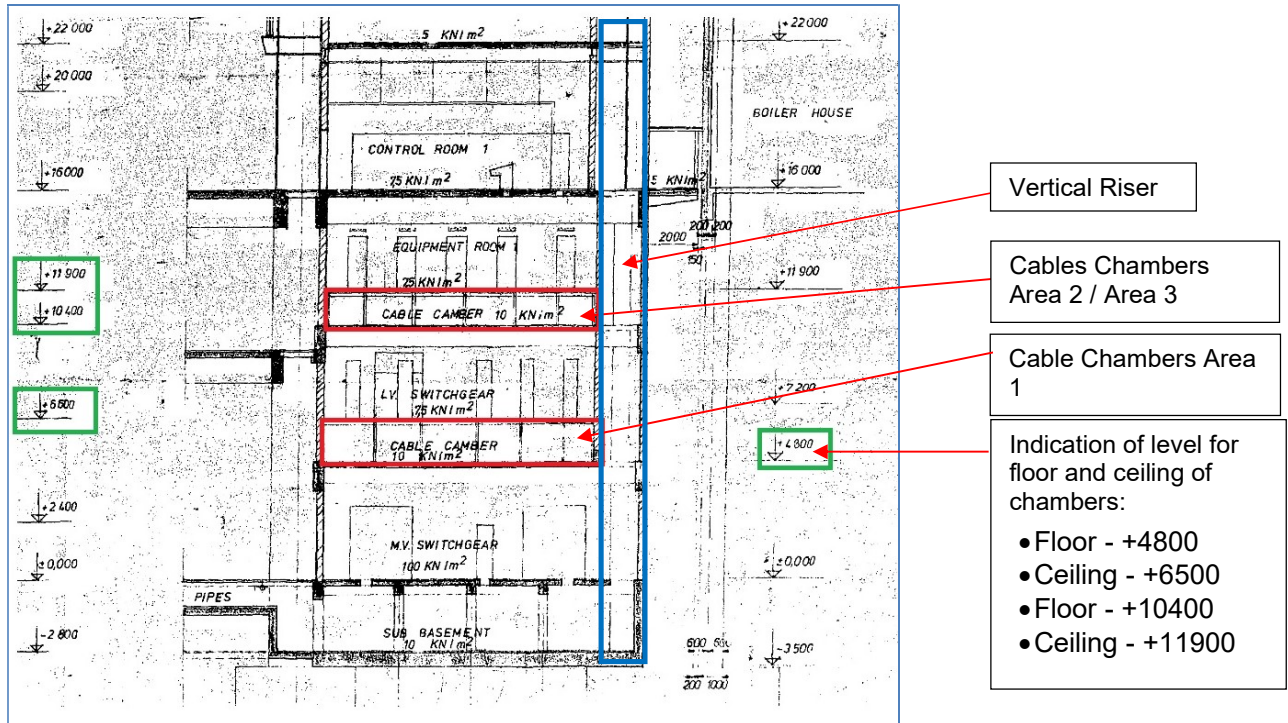 +22 000
5 KN/m²
+22 000
+20 000
BOILER HOUSE
CONTROL ROOM 1
+16 000
75 KN/m²
5 KN/m²
+16 000
200 200
2000
150
EQUIPMENT ROOM 1
+11 900
75 KN/m²
+11 900
+10 400
CABLE CAMBER 10 KN/m²
+7 200
L.V. SWITCHGEAR
75 KN/m²
CABLE CAMBER
10 KN/m²
+4 800
+2 400
M.V. SWITCHGEAR
100 KN/m²
±0,000
±0,000
PIPES
-2 800
SUB BASEMENT
10 KN/m²
600
-3 500
200 1000
Vertical Riser
Cables Chambers
Area 2 / Area 3
Cable Chambers Area
1
Indication of level for
floor and ceiling of
chambers:
• Floor - +4800
• Ceiling - +6500
• Floor - +10400
• Ceiling - +11900